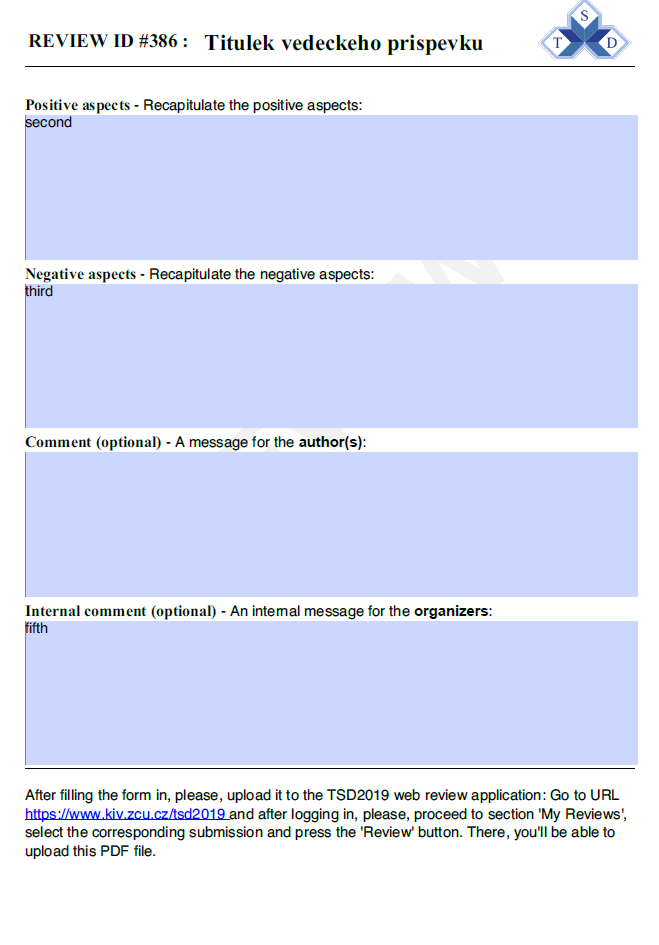 REVIEW ID #386 : Titulek vedeckeho prispevku
S
T D
Positive aspects - Recapitulate the positive aspects:
second
Negative aspects - Recapitulate the negative aspects:
third
Comment (optional) - A message for the author(s):
Internal comment (optional) - An internal message for the organizers:
fifth
After filling the form in, please, upload it to the TSD2019 web review application: Go to URL
https://www.kiv.zcu.cz/tsd2019 and after logging in, please, proceed to section 'My Reviews',
select the corresponding submission and press the 'Review' button. There, you'll be able to
upload this PDF file.